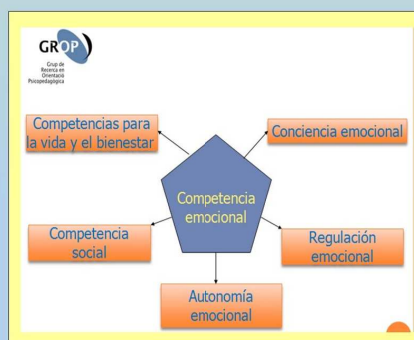 GROP
Grup de
Recerca en
Orientació
Psicopedagògica
Competencias para
la vida y el bienestar
Conciencia emocional
Competencia
emocional
Competencia
social
Regulación
emocional
Autonomía
emocional